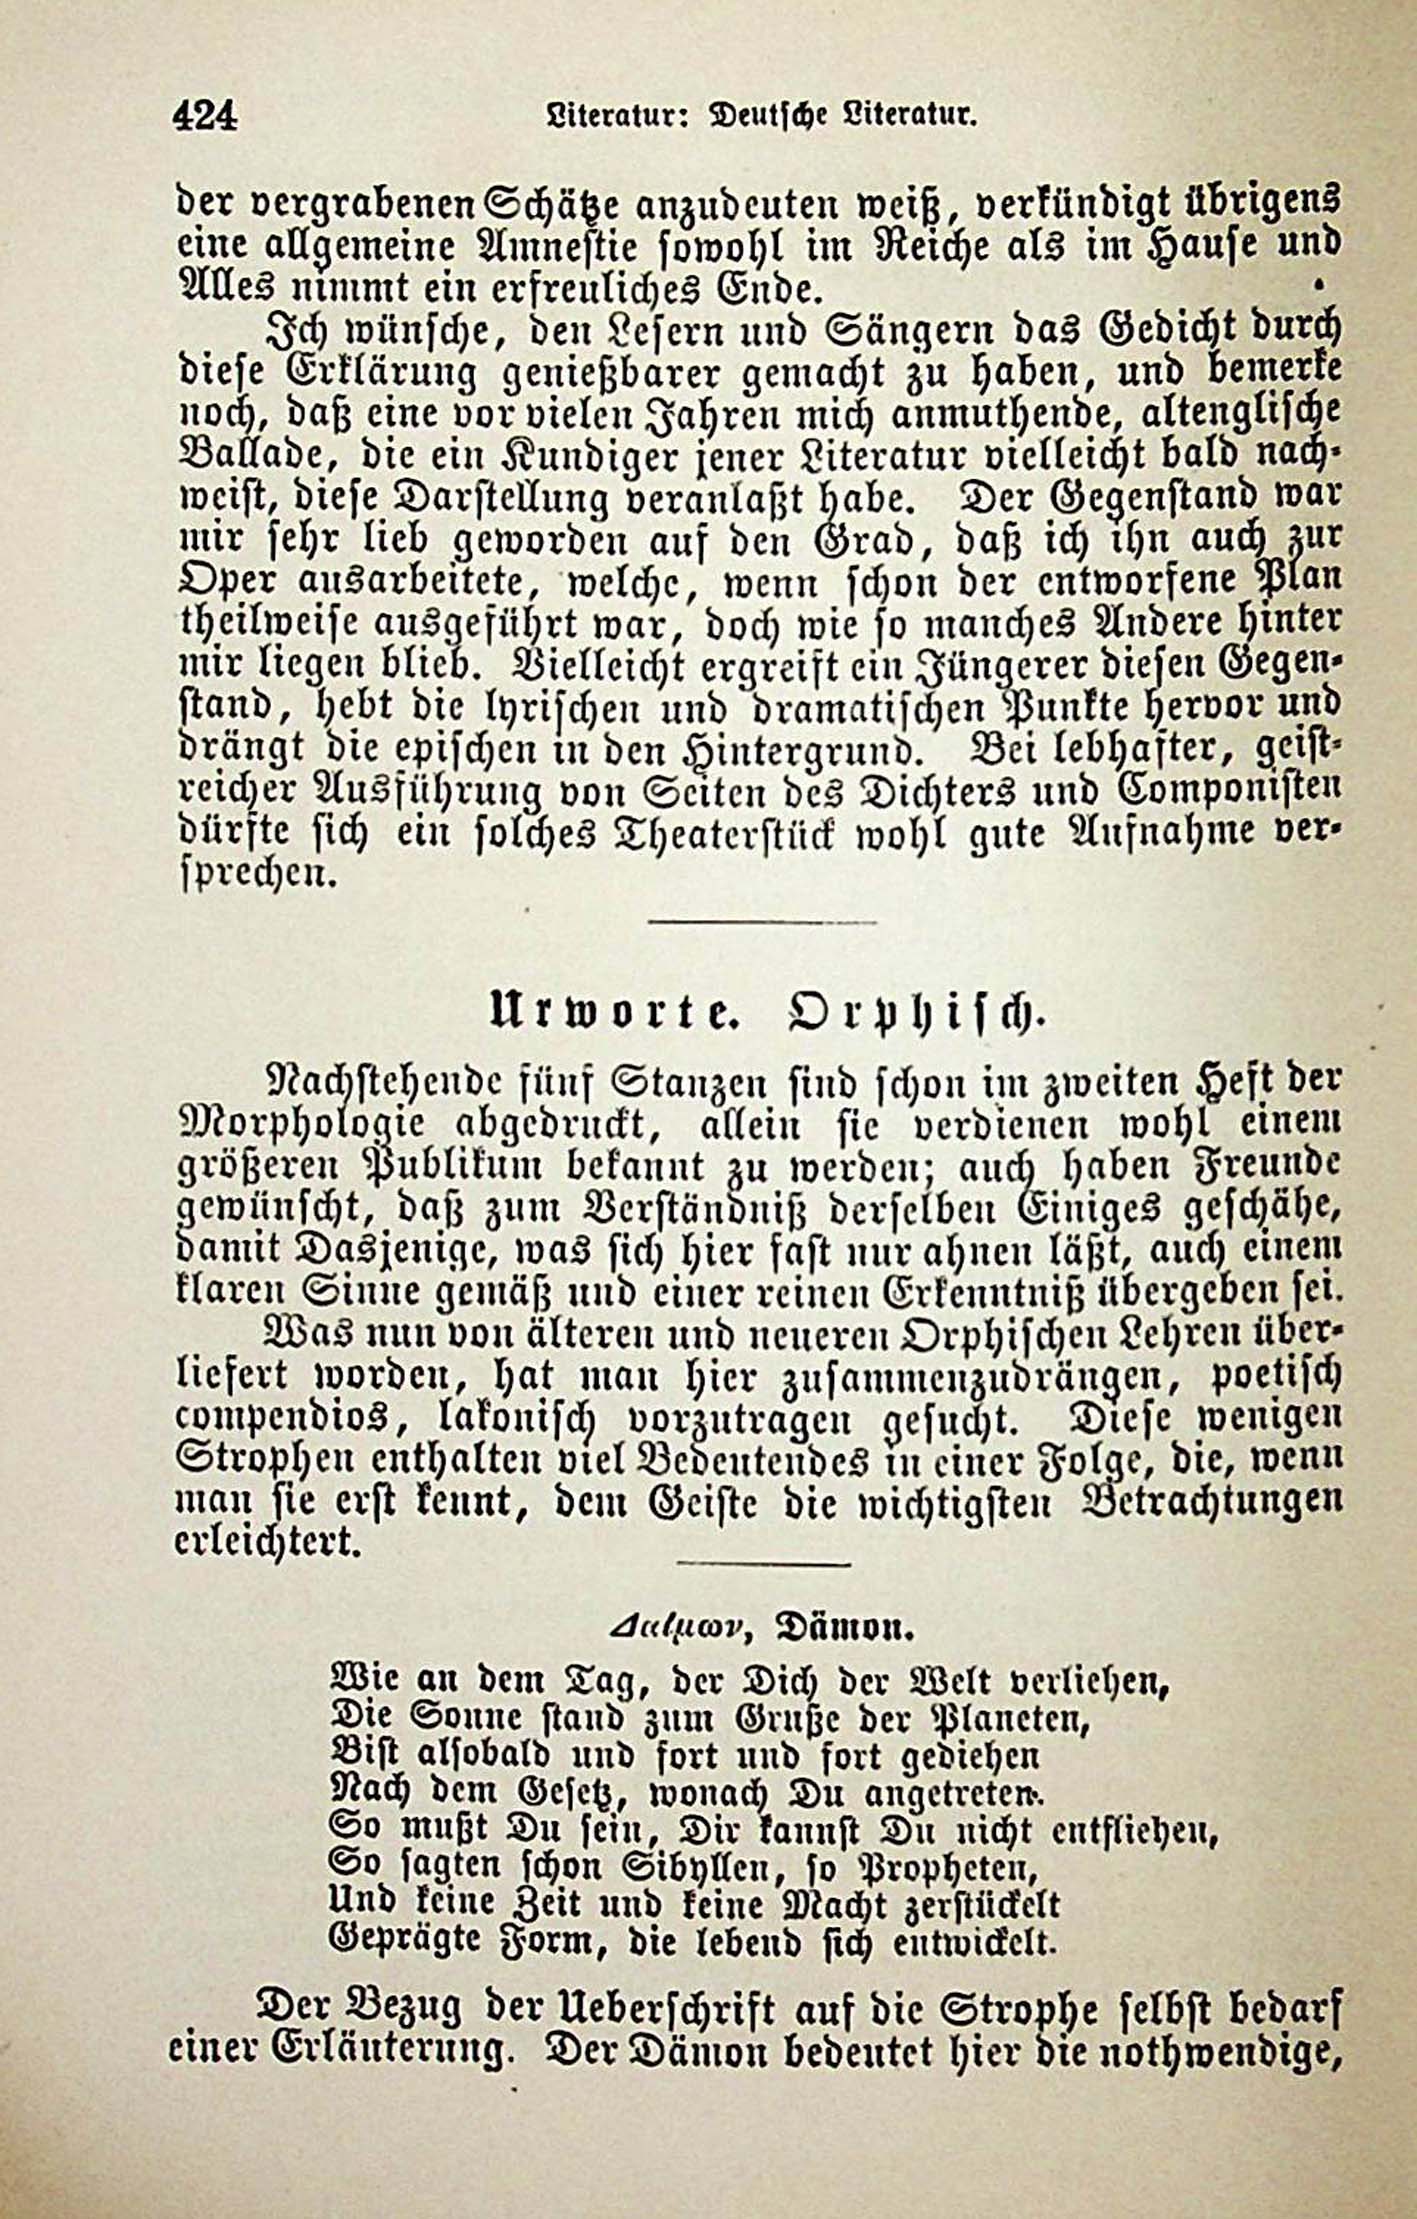 424 Literatur: Deutsche Literatur.
der vergrabenen Schätze anzudeuten weiß, verkündigt übrigens
eine allgemeine Amnestie sowohl im Reiche als im Hause und
Alles nimmt ein erfreuliches Ende.
Ich wünsche, den Lesern und Sängern das Gedicht durch
diese Erklärung genießbarer gemacht zu haben, und bemerke
noch, daß eine vor vielen Jahren mich anmuthende, altenglische
Ballade, die ein Kundiger jener Literatur vielleicht bald nach-
weist, diese Darstellung veranlaßt habe. Der Gegenstand war
mir sehr lieb geworden auf den Grad, daß ich ihn auch zur
Oper ausarbeitete, welche, wenn schon der entworfene Plan
theilweise ausgeführt war, doch wie so manches Andere hinter
mir liegen blieb. Vielleicht ergreift ein Jüngerer diesen Gegen-
stand, hebt die lyrischen und dramatischen Punkte hervor und
drängt die epischen in den Hintergrund. Bei lebhafter, geist-
reicher Ausführung von Seiten des Dichters und Componisten
dürfte sich ein solches Theaterstück wohl gute Aufnahme ver-
sprechen.
Urworte. Orphisch.
Nachstehende fünf Stanzen sind schon im zweiten Heft der
Morphologie abgedruckt, allein sie verdienen wohl einem
größeren Publikum bekannt zu werden; auch haben Freunde
gewünscht, daß zum Verständniß derselben Einiges geschähe,
damit Dasjenige, was sich hier fast nur ahnen läßt, auch einem
klaren Sinne gemäß und einer reinen Erkenntniß übergeben sei.
Was nun von älteren und neueren Orphischen Lehren über-
liefert worden, hat man hier zusammenzudrängen, poetisch
compendios, lakonisch vorzutragen gesucht. Diese wenigen
Strophen enthalten viel Bedeutendes in einer Folge, die, wenn
man sie erst kennt, dem Geiste die wichtigsten Betrachtungen
erleichtert.
Δαίμων, Dämon.
Wie an dem Tag, der Dich der Welt verliehen,
Die Sonne stand zum Gruße der Planeten,
Bist alsobald und fort und fort gediehen
Nach dem Gesetz, wonach Du angetreten.
So mußt Du sein, Dir kannst Du nicht entfliehen,
So sagten schon Sibyllen, so Propheten,
Und keine Zeit und keine Macht zerstückelt
Geprägte Form, die lebend sich entwickelt.
Der Bezug der Ueberschrift auf die Strophe selbst bedarf
einer Erläuterung. Der Dämon bedeutet hier die nothwendige,